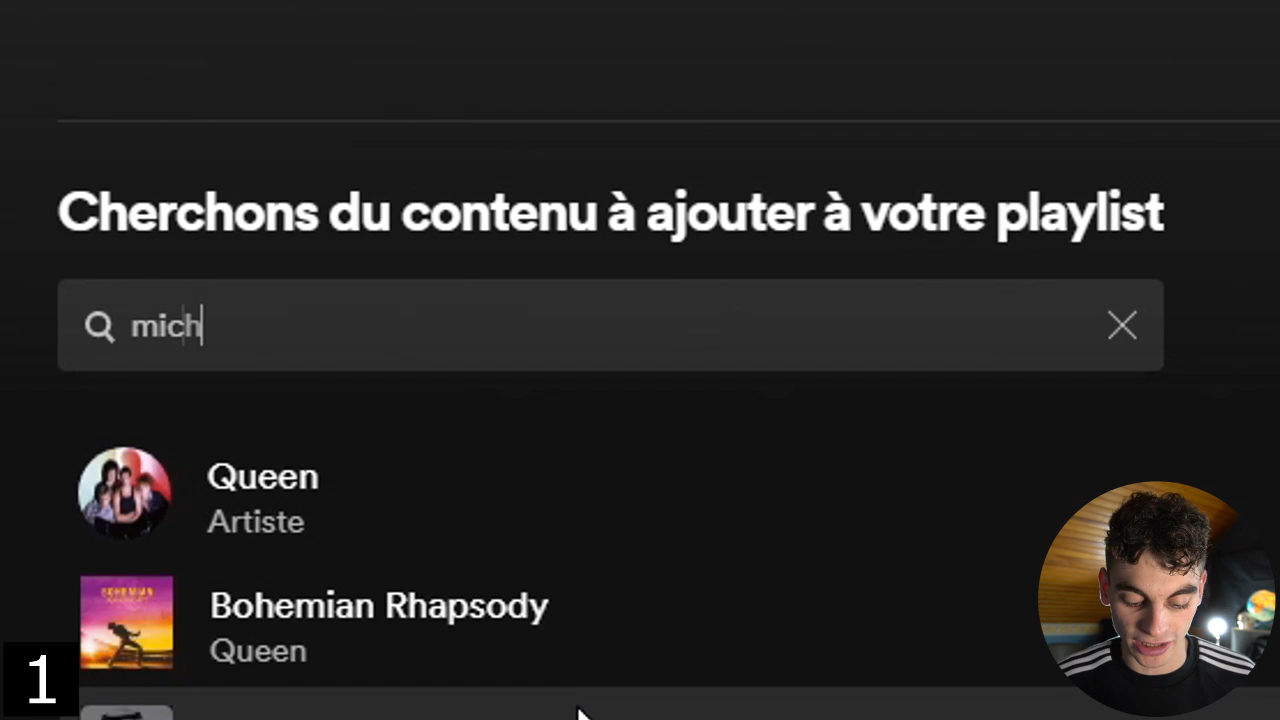 Cherchons du contenu à ajouter à votre playlist
mich
Queen
Artiste
Bohemian Rhapsody
Queen
1